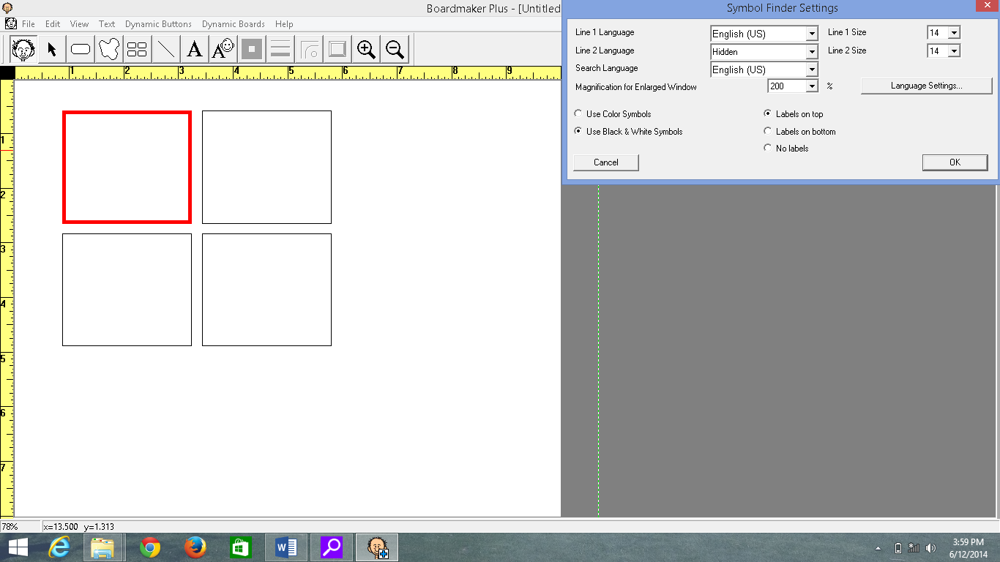 Boardmaker Plus - [Untitled
Symbol Finder Settings
File Edit View Text Dynamic Buttons Dynamic Boards Help
Line 1 Language English (US) Line 1 Size 14
Line 2 Language Hidden Line 2 Size 14
Search Language English (US)
Magnification for Enlarged Window 200 % Language Settings...
Use Color Symbols Labels on top
Use Black & White Symbols Labels on bottom
No labels
Cancel OK
A A
1 2 3 4 5 6 7 8 9
1
2
3
4
5
6
7
78% x=13.500 y=1.313
W
3:59 PM
6/12/2014